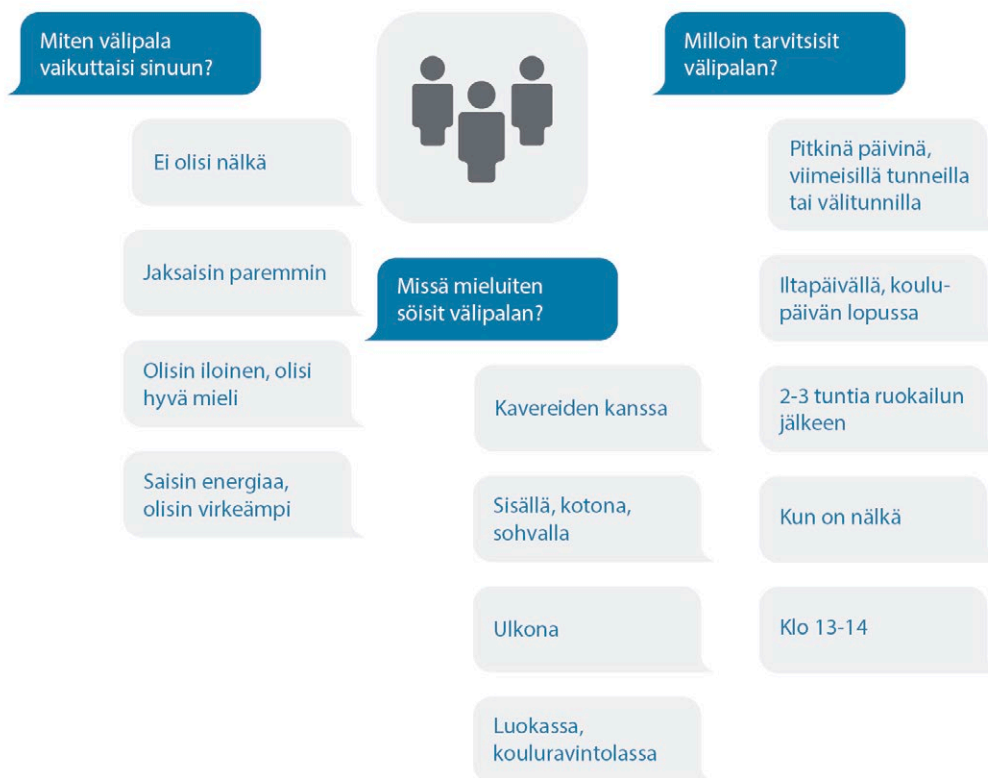 Miten välipala
vaikuttaisi sinuun?
Ei olisi nälkä
Jaksaisin paremmin
Olisin iloinen, olisi
hyvä mieli
Saisin energiaa,
olisin virkeämpi
Missä mieluiten
söisit välipalan?
Kavereiden kanssa
Sisällä, kotona,
sohvalla
Ulkona
Luokassa,
kouluravintolassa
Milloin tarvitsisit
välipalan?
Pitkinä päivinä,
viimeisillä tunneilla
tai välitunnilla
Iltapäivällä, koulu-
päivän lopussa
2-3 tuntia ruokailun
jälkeen
Kun on nälkä
Klo 13-14